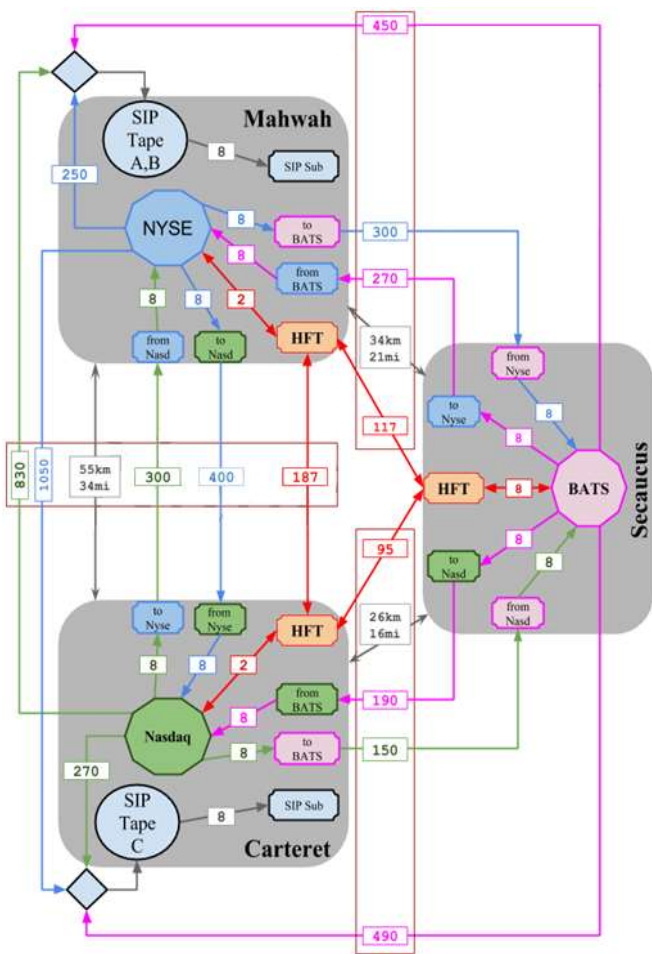 450
Mahwah
SIP
Tape
A,B
8
SIP Sub
250
NYSE
8
to
BATS
300
8
from
BATS
270
8
8
2
from
Nasd
to
Nasd
HFT
34km
21mi
from
Nyse
to
Nyse
8
8
117
830
1050
55km
34mi
300
400
187
HFT
8
BATS
Secaucus
95
8
8
to
Nasd
from
Nasd
to
Nyse
from
Nyse
HFT
26km
16mi
8
8
2
from
BATS
190
8
Nasdaq
8
to
BATS
150
270
SIP
Tape
C
8
SIP Sub
Carteret
490